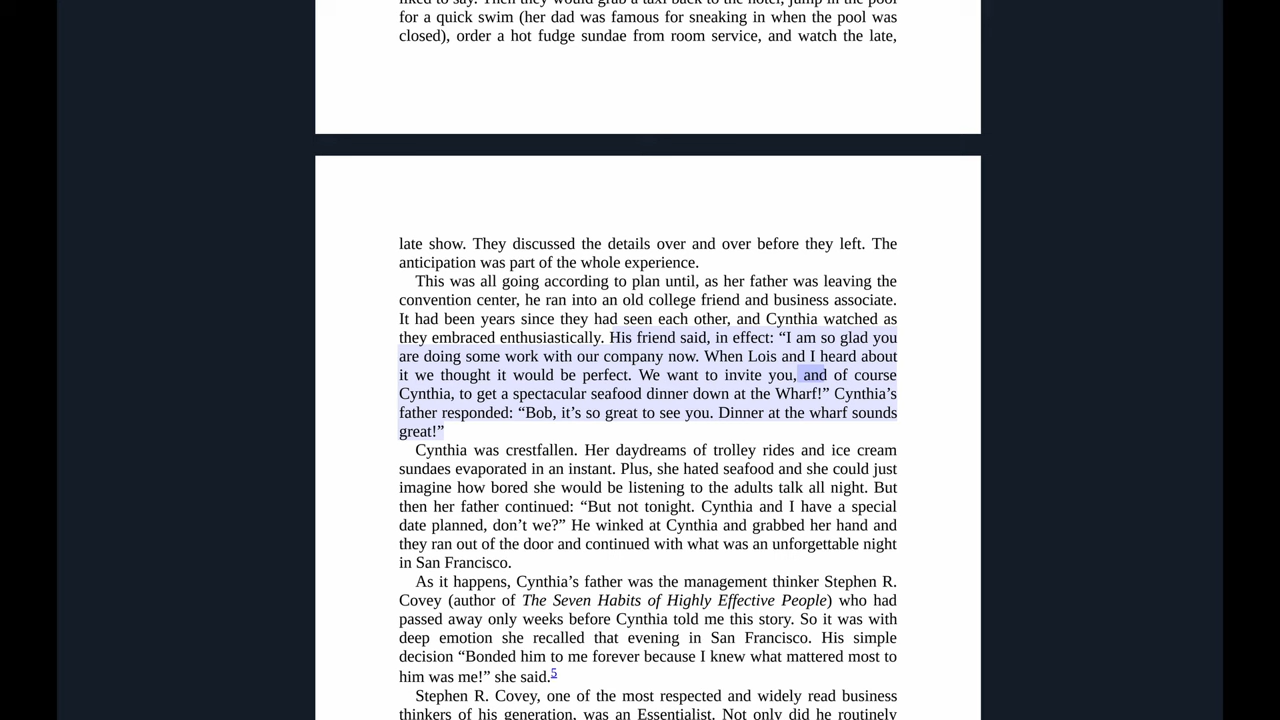 liked to say. Then they would grab a taxi back to the hotel, jump in the pool
for a quick swim (her dad was famous for sneaking in when the pool was
closed), order a hot fudge sundae from room service, and watch the late,
late show. They discussed the details over and over before they left. The
anticipation was part of the whole experience.
This was all going according to plan until, as her father was leaving the
convention center, he ran into an old college friend and business associate.
It had been years since they had seen each other, and Cynthia watched as
they embraced enthusiastically. His friend said, in effect: “I am so glad you
are doing some work with our company now. When Lois and I heard about
it we thought it would be perfect. We want to invite you, and of course
Cynthia, to get a spectacular seafood dinner down at the Wharf!” Cynthia’s
father responded: “Bob, it’s so great to see you. Dinner at the wharf sounds
great!”
Cynthia was crestfallen. Her daydreams of trolley rides and ice cream
sundaes evaporated in an instant. Plus, she hated seafood and she could just
imagine how bored she would be listening to the adults talk all night. But
then her father continued: “But not tonight. Cynthia and I have a special
date planned, don’t we?” He winked at Cynthia and grabbed her hand and
they ran out of the door and continued with what was an unforgettable night
in San Francisco.
As it happens, Cynthia’s father was the management thinker Stephen R.
Covey (author of The Seven Habits of Highly Effective People) who had
passed away only weeks before Cynthia told me this story. So it was with
deep emotion she recalled that evening in San Francisco. His simple
decision “Bonded him to me forever because I knew what mattered most to
him was me!” she said.5
Stephen R. Covey, one of the most respected and widely read business
thinkers of his generation, was an Essentialist. Not only did he routinely